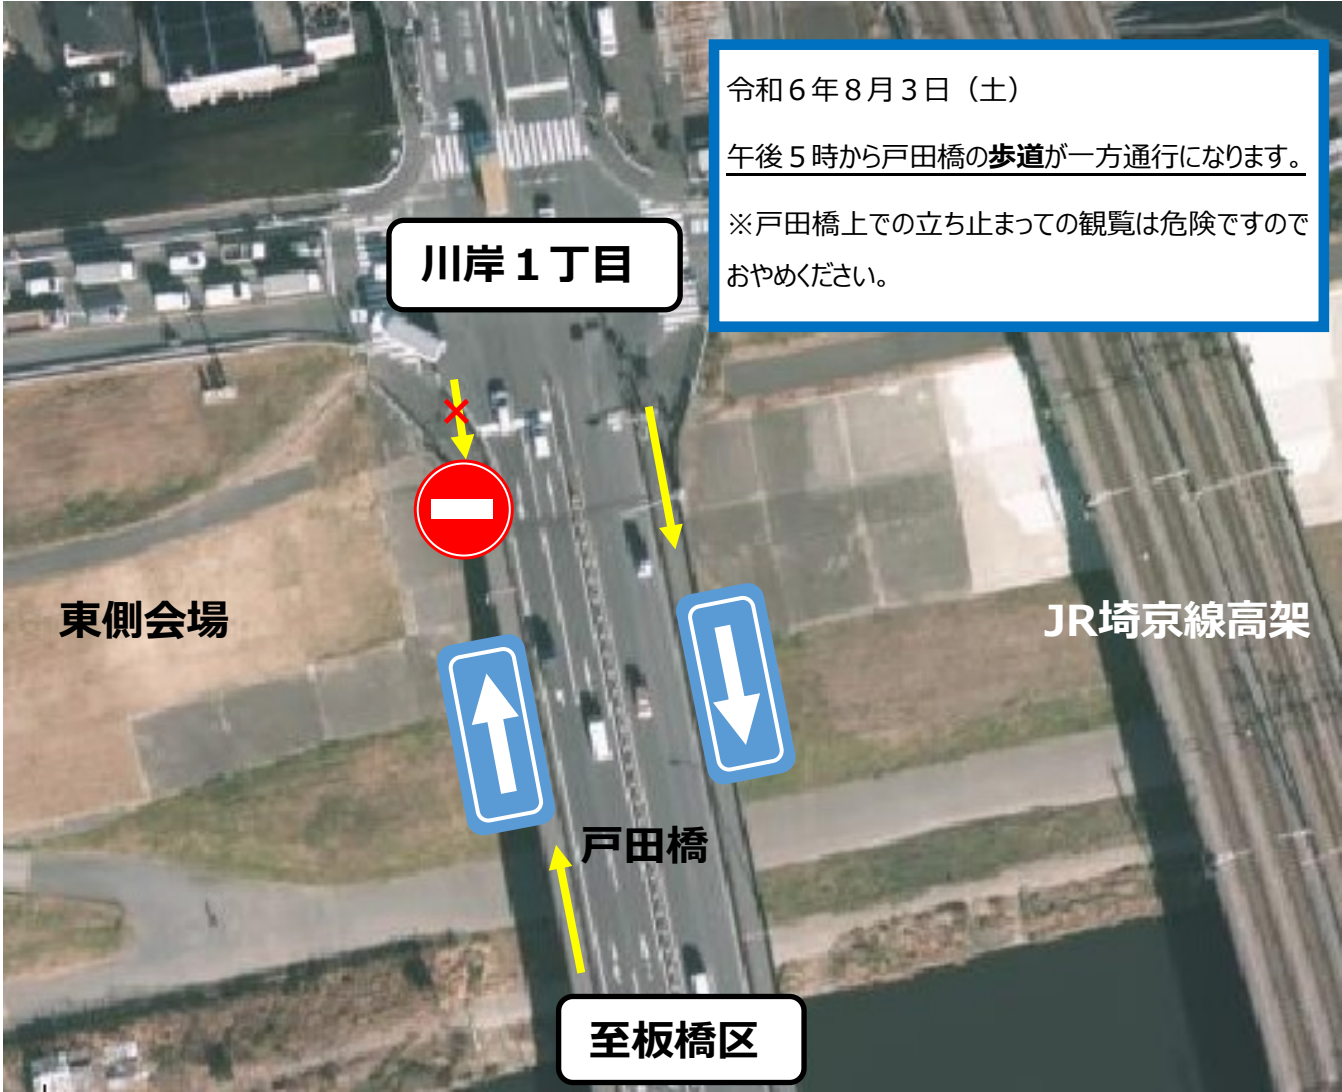 令和６年８月３日（土）
午後５時から戸田橋の歩道が一方通行になります。
※戸田橋上での立ち止まっての観覧は危険ですので
おやめください。
川岸１丁目
東側会場
JR埼京線高架
戸田橋
至板橋区